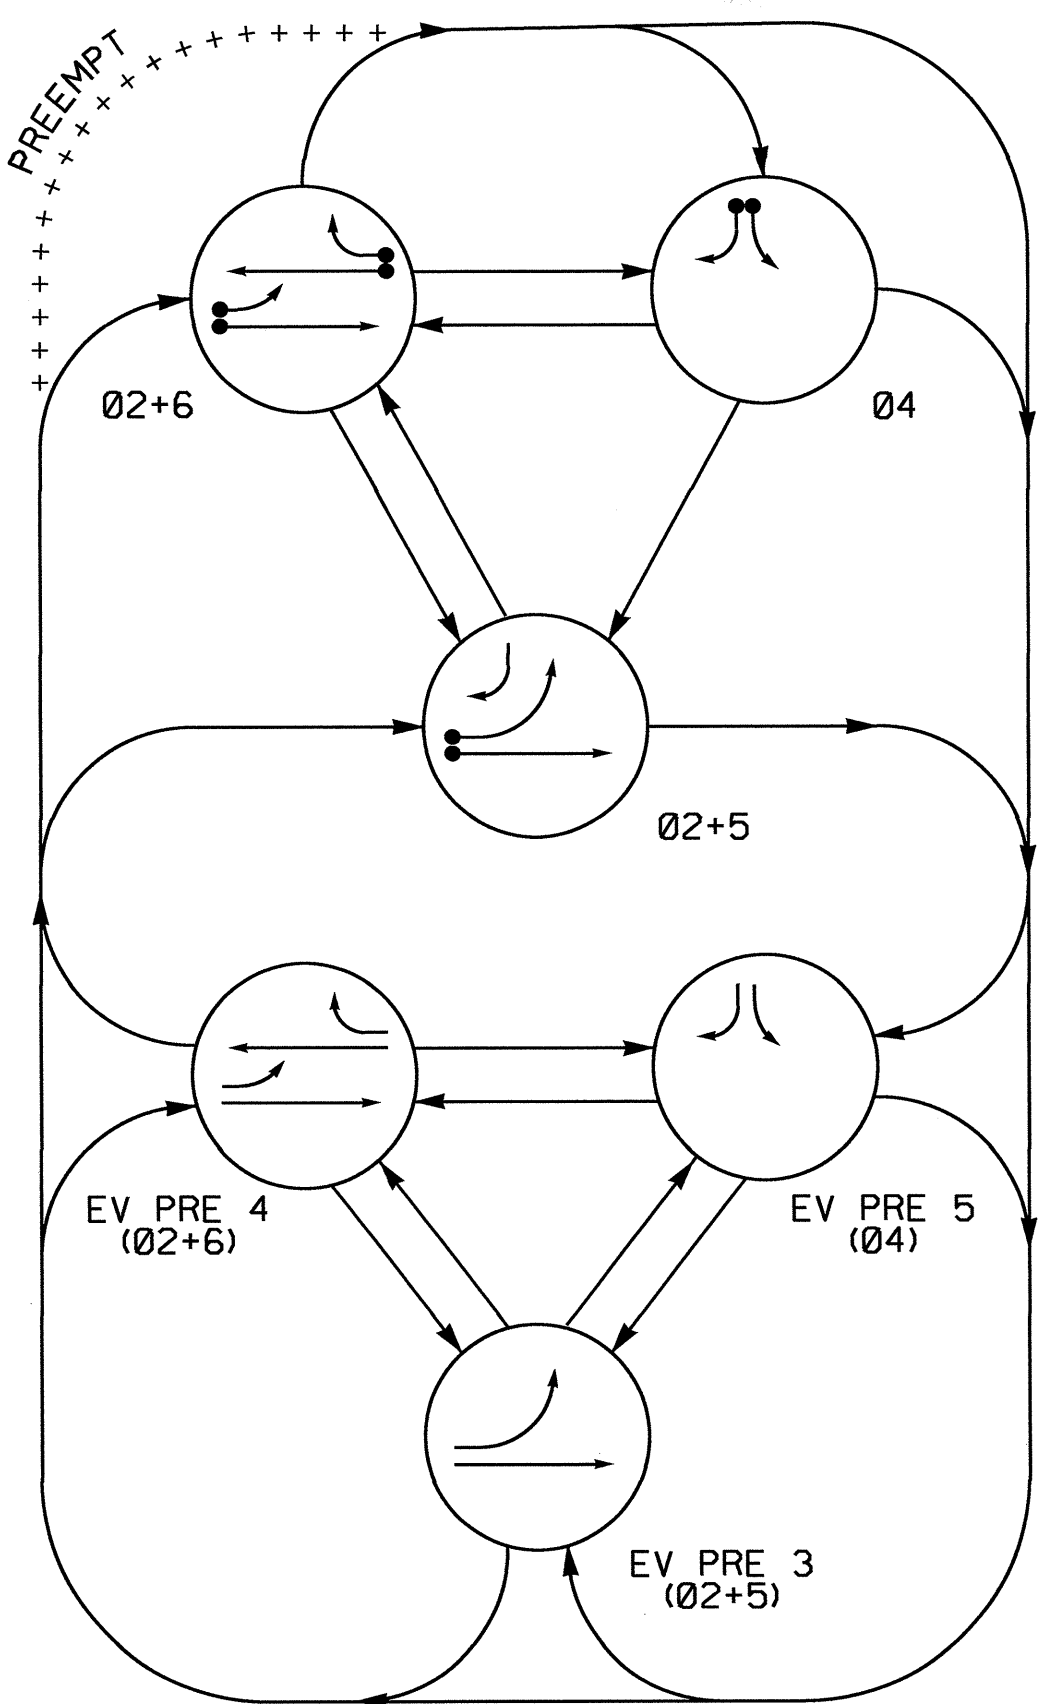 PREEMPT
Ø2+6
Ø4
Ø2+5
EV PRE 4
(Ø2+6)
EV PRE 5
(Ø4)
EV PRE 3
(Ø2+5)